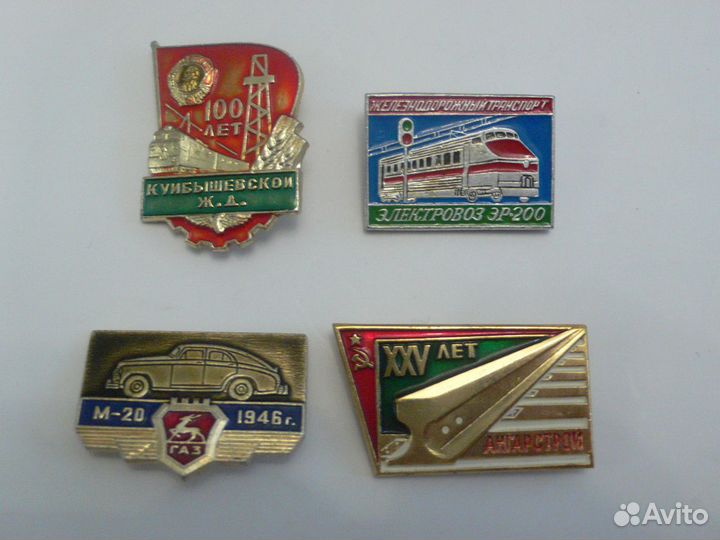 100
ЛЕТ
КУЙБЫШЕВСКОЙ
Ж.Д.
ЖЕЛЕЗНОДОРОЖНЫЙ ТРАНСПОРТ
ЭЛЕКТРОВОЗ ЭР-200
М-20 1946г.
ГАЗ
XXV ЛЕТ
АНГАРСТРОЙ
Avito